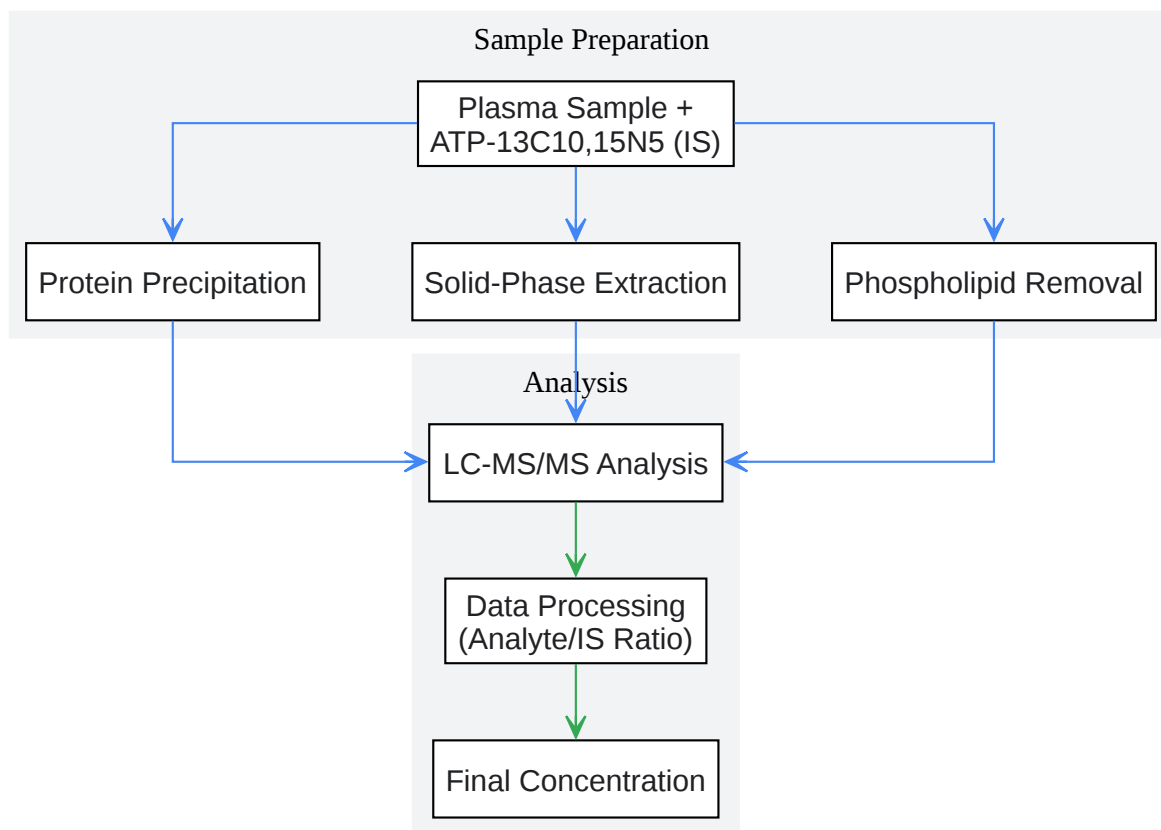 Sample Preparation
Plasma Sample +
ATP-13C10,15N5 (IS)
Protein Precipitation
Solid-Phase Extraction
Phospholipid Removal
Analysis
LC-MS/MS Analysis
Data Processing
(Analyte/IS Ratio)
Final Concentration